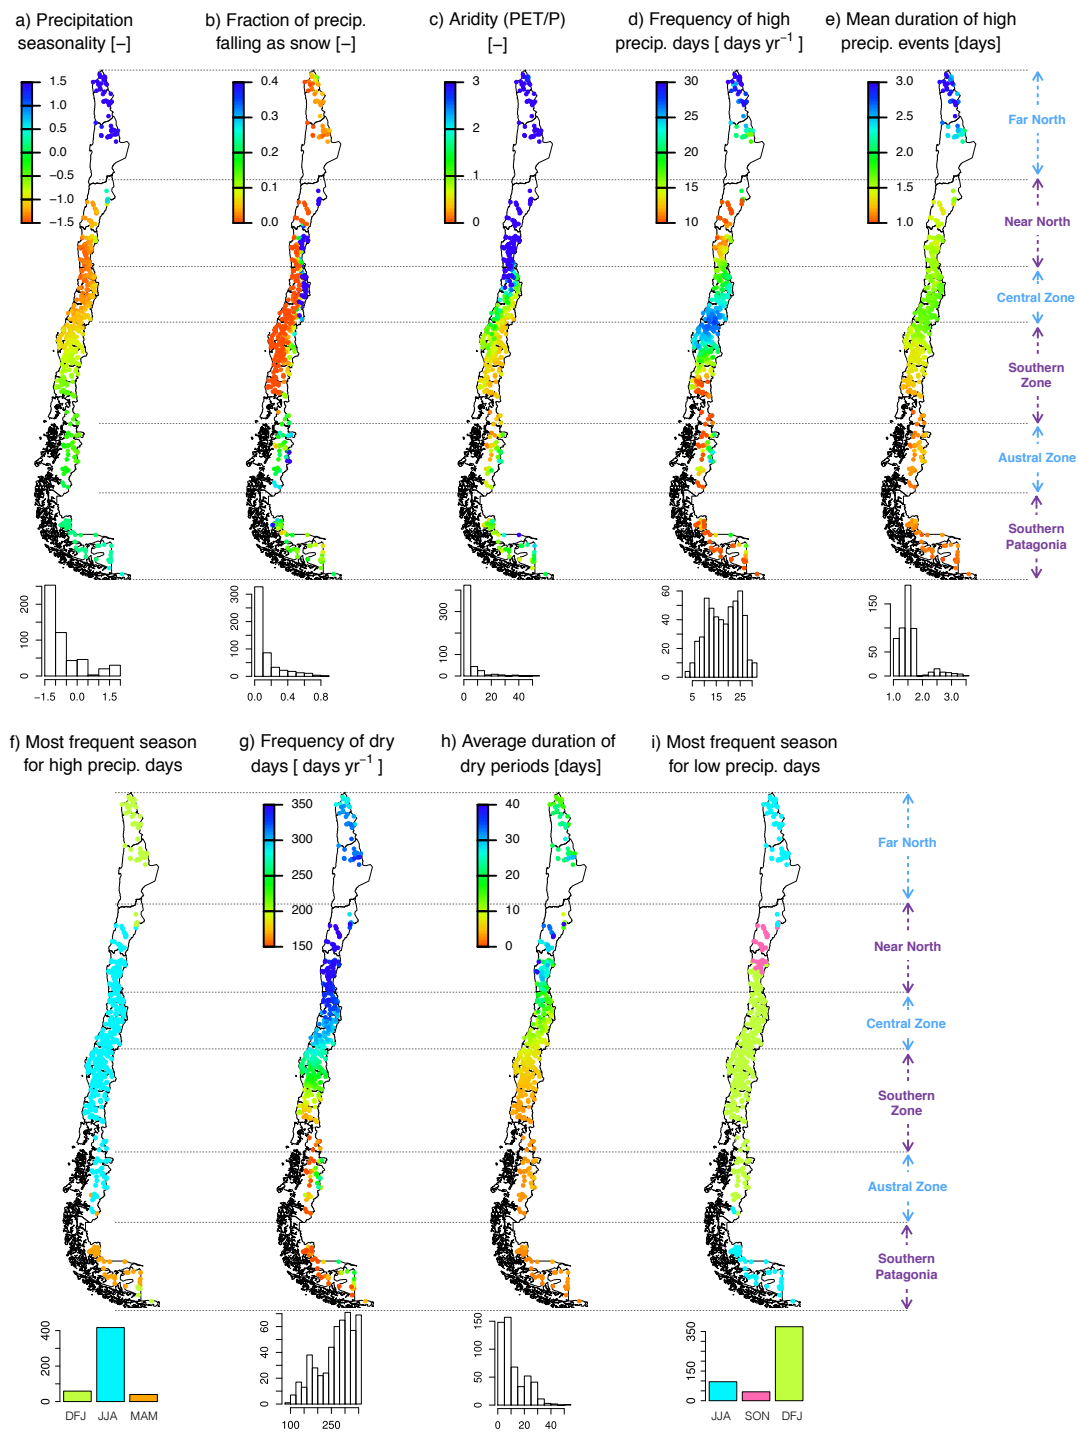 a) Precipitation
seasonality [−]
b) Fraction of precip.
falling as snow [−]
c) Aridity (PET/P)
[−]
d) Frequency of high
precip. days [ days yr⁻¹ ]
e) Mean duration of high
precip. events [days]
1.5
1.0
0.5
0.0
−0.5
−1.0
−1.5
0.4
0.3
0.2
0.1
0.0
3
2
1
0
30
25
20
15
10
3.0
2.5
2.0
1.5
1.0
Far North
Near North
Central Zone
Southern
Zone
Austral Zone
Southern
Patagonia
0 100 200
−1.5 0.0 1.5
0 100 300
0.0 0.4 0.8
0 200 400
0 20 40
0 20 40 60
5 15 25
0 50 150
1.0 2.0 3.0
f) Most frequent season
for high precip. days
g) Frequency of dry
days [ days yr⁻¹ ]
h) Average duration of
dry periods [days]
i) Most frequent season
for low precip. days
350
300
250
200
150
40
30
20
10
0
Far North
Near North
Central Zone
Southern
Zone
Austral Zone
Southern
Patagonia
0 200 400
DFJ JJA MAM
0 20 40 60
100 250
0 50 100 150
0 20 40
0 150 350
JJA SON DFJ